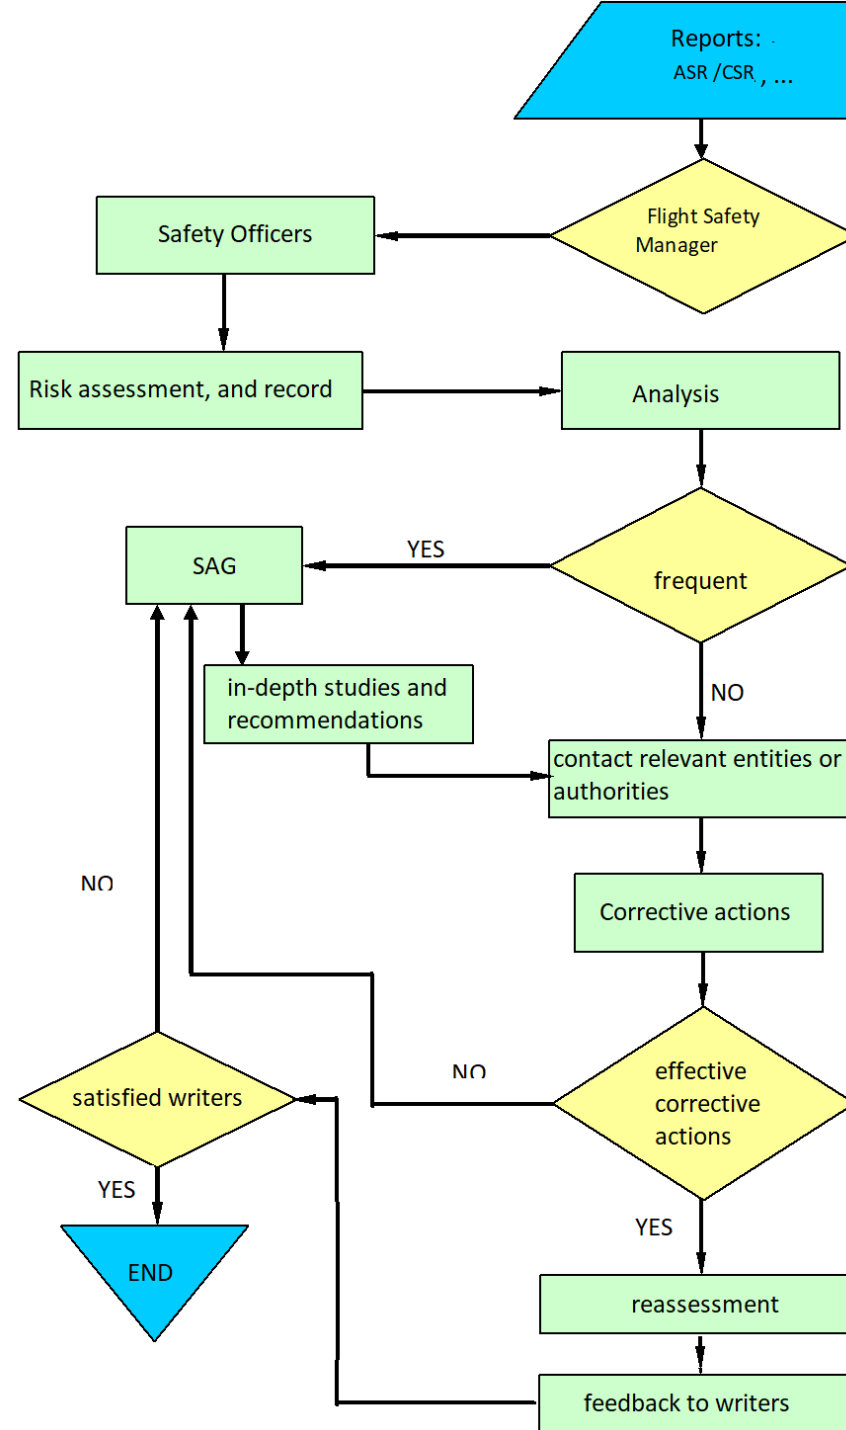 Reports:
ASR /CSR, ...
Flight Safety
Manager
Safety Officers
Risk assessment, and record
Analysis
frequent
YES
SAG
NO
in-depth studies and
recommendations
contact relevant entities or
authorities
Corrective actions
effective
corrective
actions
NO
NO
satisfied writers
YES
END
YES
reassessment
feedback to writers